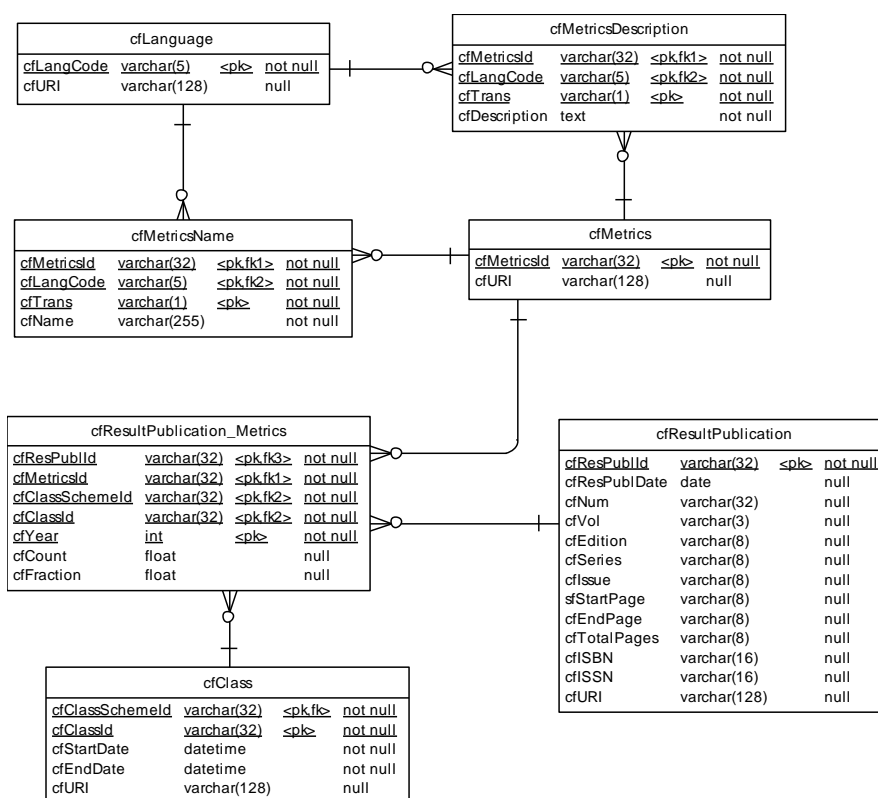 cfLanguage
cfLangCode varchar(5) <pk> not null
cfURI varchar(128) null
cfMetricsDescription
cfMetricsId varchar(32) <pk,fk1> not null
cfLangCode varchar(5) <pk,fk2> not null
cfTrans varchar(1) <pk> not null
cfDescription text not null
cfMetricsName
cfMetricsId varchar(32) <pk,fk1> not null
cfLangCode varchar(5) <pk,fk2> not null
cfTrans varchar(1) <pk> not null
cfName varchar(255) not null
cfMetrics
cfMetricsId varchar(32) <pk> not null
cfURI varchar(128) null
cfResultPublication_Metrics
cfResPublId varchar(32) <pk,fk3> not null
cfMetricsId varchar(32) <pk,fk1> not null
cfClassSchemeId varchar(32) <pk,fk2> not null
cfClassId varchar(32) <pk,fk2> not null
cfYear int <pk> not null
cfCount float null
cfFraction float null
cfResultPublication
cfResPublId varchar(32) <pk> not null
cfResPublDate date null
cfNum varchar(32) null
cfVol varchar(3) null
cfEdition varchar(8) null
cfSeries varchar(8) null
cfIssue varchar(8) null
sfStartPage varchar(8) null
cfEndPage varchar(8) null
cfTotalPages varchar(8) null
cfISBN varchar(16) null
cfISSN varchar(16) null
cfURI varchar(128) null
cfClass
cfClassSchemeId varchar(32) <pk,fk> not null
cfClassId varchar(32) <pk> not null
cfStartDate datetime not null
cfEndDate datetime not null
cfURI varchar(128) null